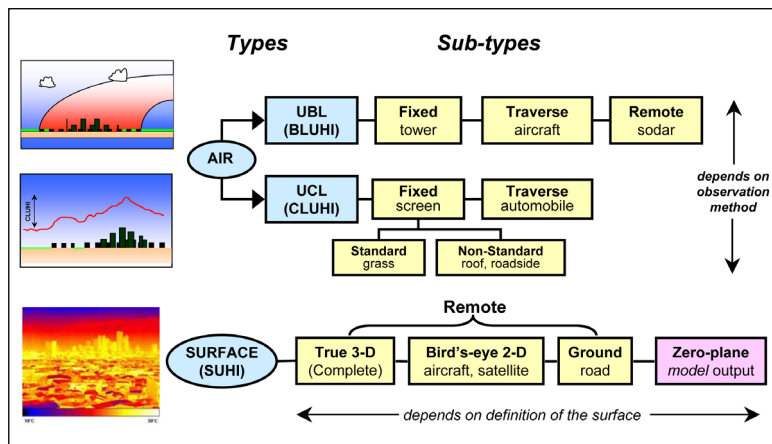 Types
Sub-types
UBL
(BLUHI)
Fixed
tower
Traverse
aircraft
Remote
sodar
AIR
depends on
observation
method
CLUHI
UCL
(CLUHI)
Fixed
screen
Traverse
automobile
Standard
grass
Non-Standard
roof, roadside
Remote
SURFACE
(SUHI)
True 3-D
(Complete)
Bird's-eye 2-D
aircraft, satellite
Ground
road
Zero-plane
model output
depends on definition of the surface